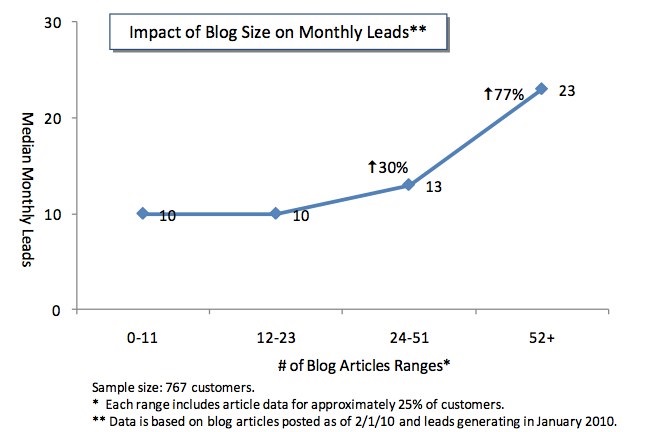 Impact of Blog Size on Monthly Leads**
30
20
10
0
Median Monthly Leads
10
10
↑30%
13
↑77%
23
0-11 12-23 24-51 52+
# of Blog Articles Ranges*
Sample size: 767 customers.
* Each range includes article data for approximately 25% of customers.
** Data is based on blog articles posted as of 2/1/10 and leads generating in January 2010.